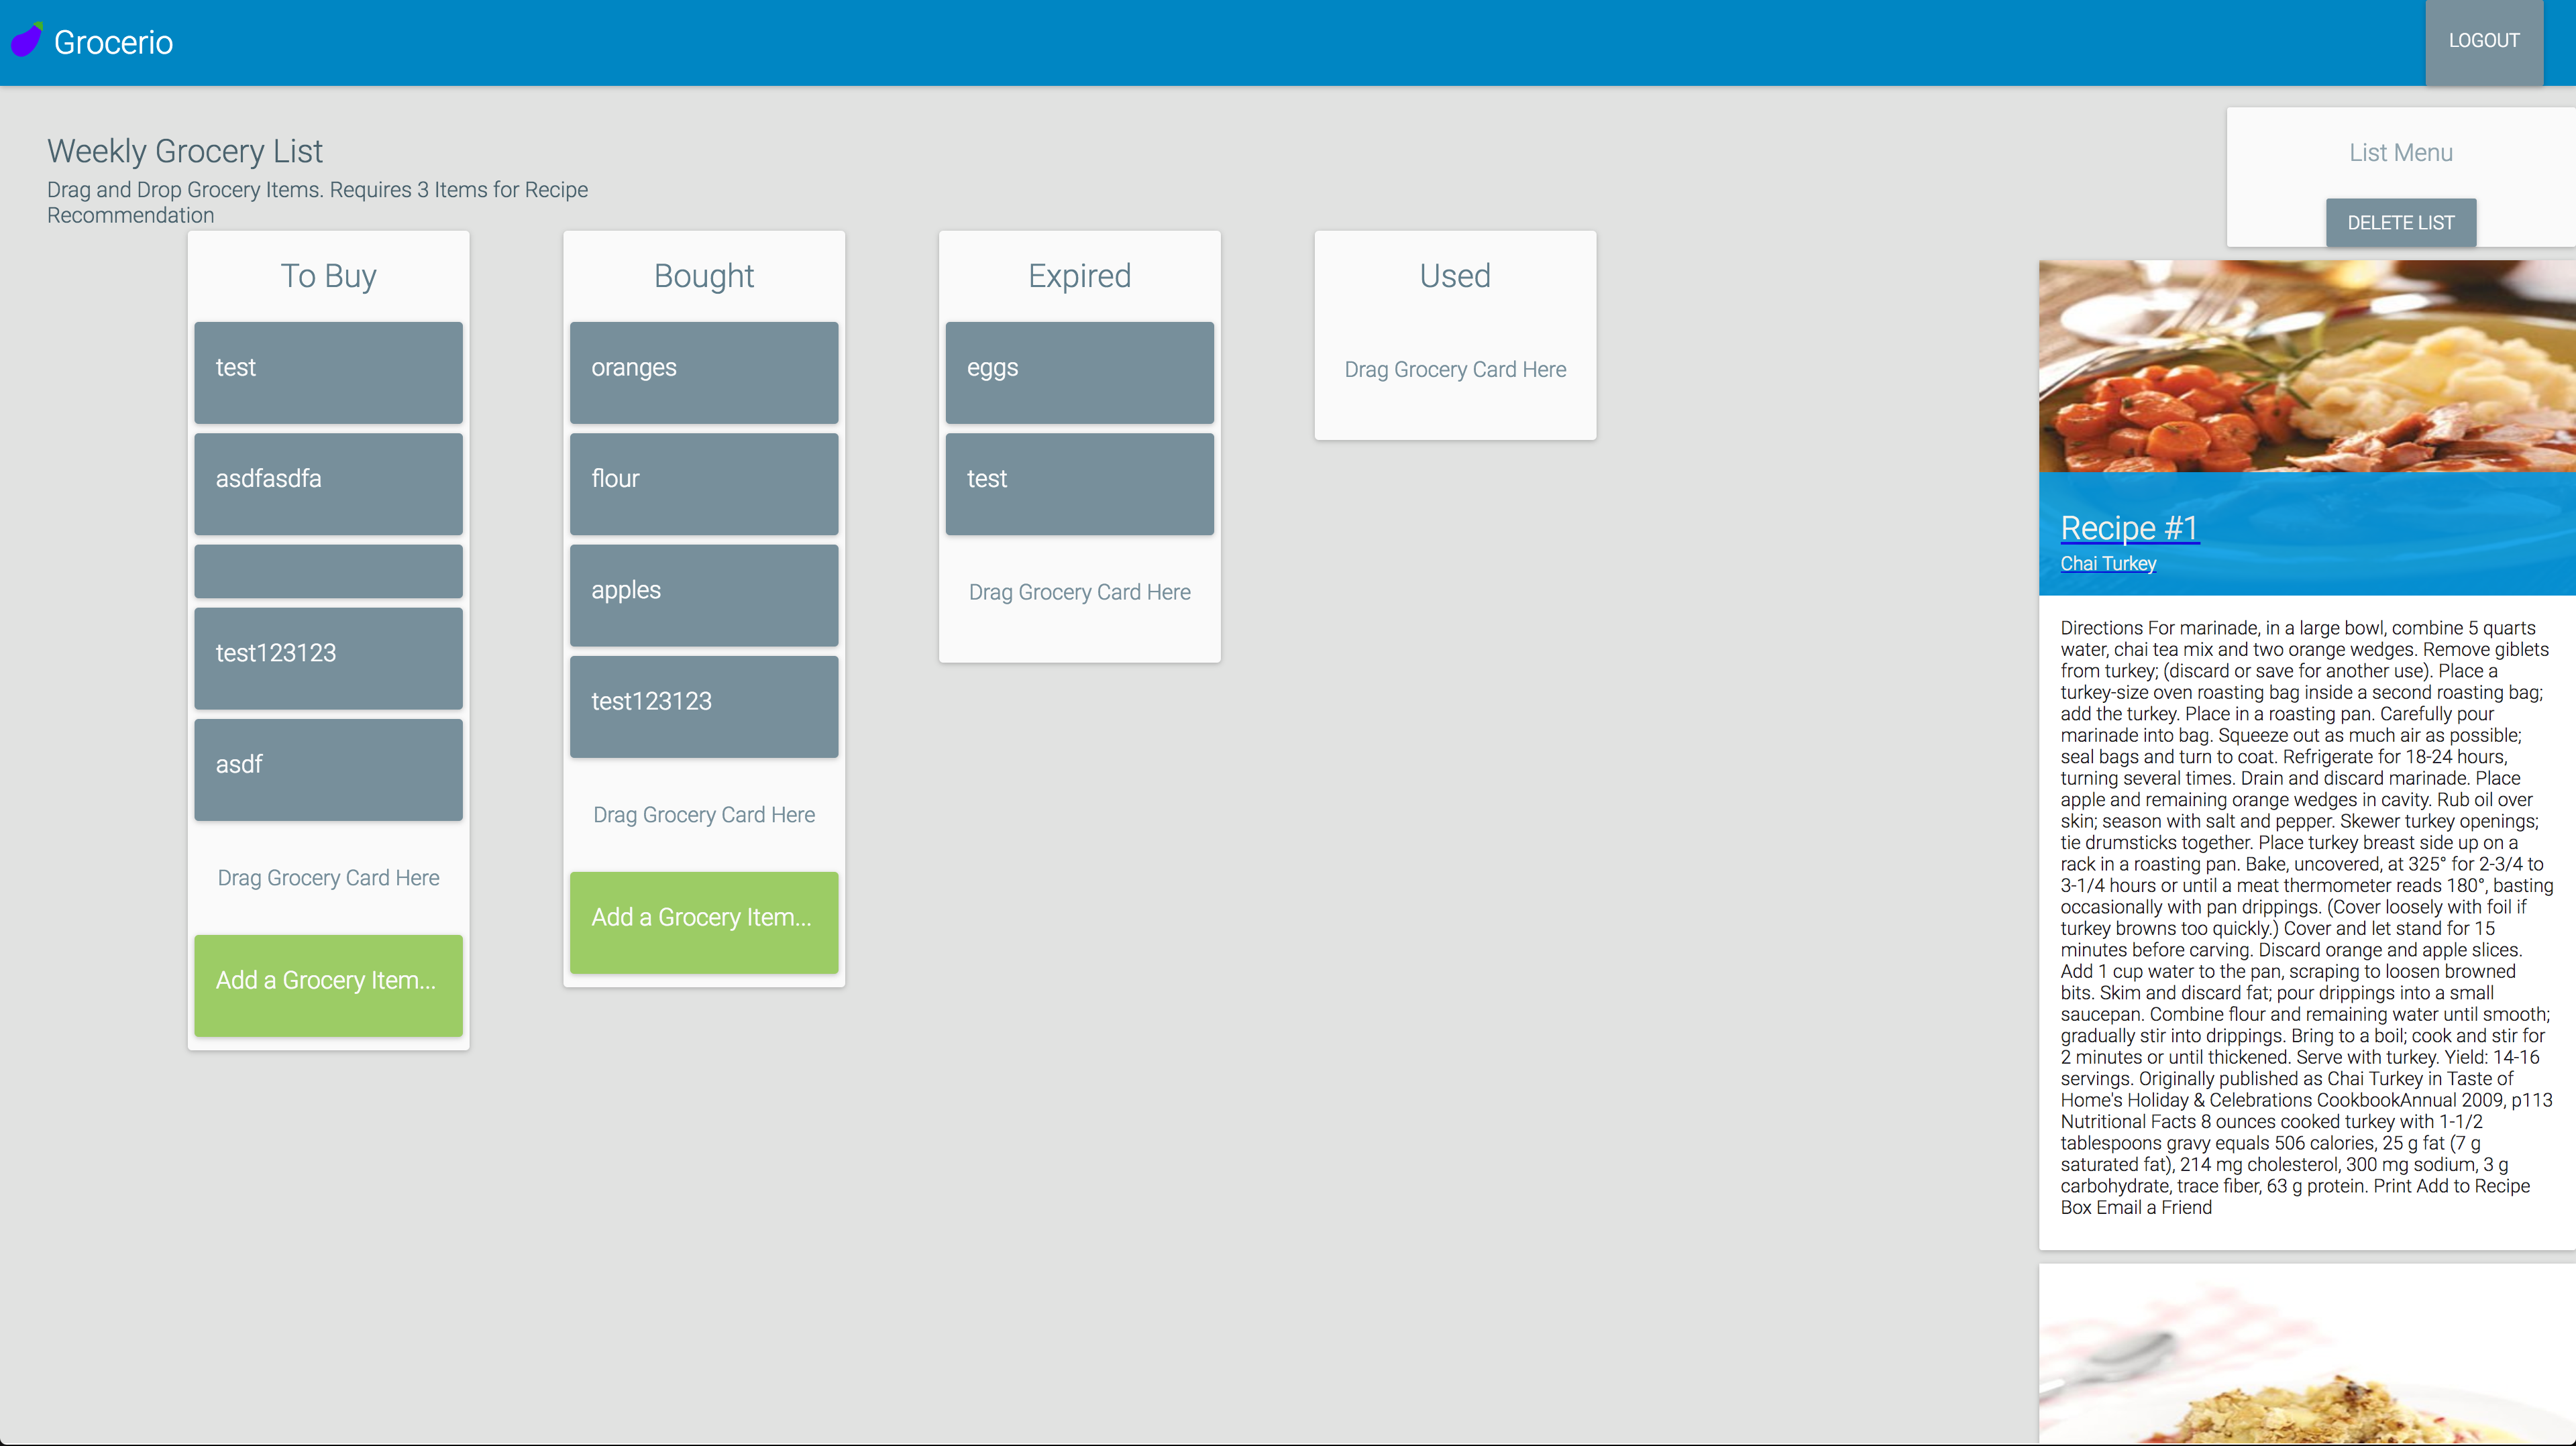 Grocerio
LOGOUT
Weekly Grocery List
Drag and Drop Grocery Items. Requires 3 Items for Recipe
Recommendation
To Buy
test
asdfasdfa
test123123
asdf
Drag Grocery Card Here
Add a Grocery Item...
Bought
oranges
flour
apples
test123123
Drag Grocery Card Here
Add a Grocery Item...
Expired
eggs
test
Drag Grocery Card Here
Used
Drag Grocery Card Here
List Menu
DELETE LIST
Recipe #1
Chai Turkey
Directions For marinade, in a large bowl, combine 5 quarts
water, chai tea mix and two orange wedges. Remove giblets
from turkey; (discard or save for another use). Place a
turkey-size oven roasting bag inside a second roasting bag;
add the turkey. Place in a roasting pan. Carefully pour
marinade into bag. Squeeze out as much air as possible;
seal bags and turn to coat. Refrigerate for 18-24 hours,
turning several times. Drain and discard marinade. Place
apple and remaining orange wedges in cavity. Rub oil over
skin; season with salt and pepper. Skewer turkey openings;
tie drumsticks together. Place turkey breast side up on a
rack in a roasting pan. Bake, uncovered, at 325° for 2-3/4 to
3-1/4 hours or until a meat thermometer reads 180°, basting
occasionally with pan drippings. (Cover loosely with foil if
turkey browns too quickly.) Cover and let stand for 15
minutes before carving. Discard orange and apple slices.
Add 1 cup water to the pan, scraping to loosen browned
bits. Skim and discard fat; pour drippings into a small
saucepan. Combine flour and remaining water until smooth;
gradually stir into drippings. Bring to a boil; cook and stir for
2 minutes or until thickened. Serve with turkey. Yield: 14-16
servings. Originally published as Chai Turkey in Taste of
Home's Holiday & Celebrations CookbookAnnual 2009, p113
Nutritional Facts 8 ounces cooked turkey with 1-1/2
tablespoons gravy equals 506 calories, 25 g fat (7 g
saturated fat), 214 mg cholesterol, 300 mg sodium, 3 g
carbohydrate, trace fiber, 63 g protein. Print Add to Recipe
Box Email a Friend